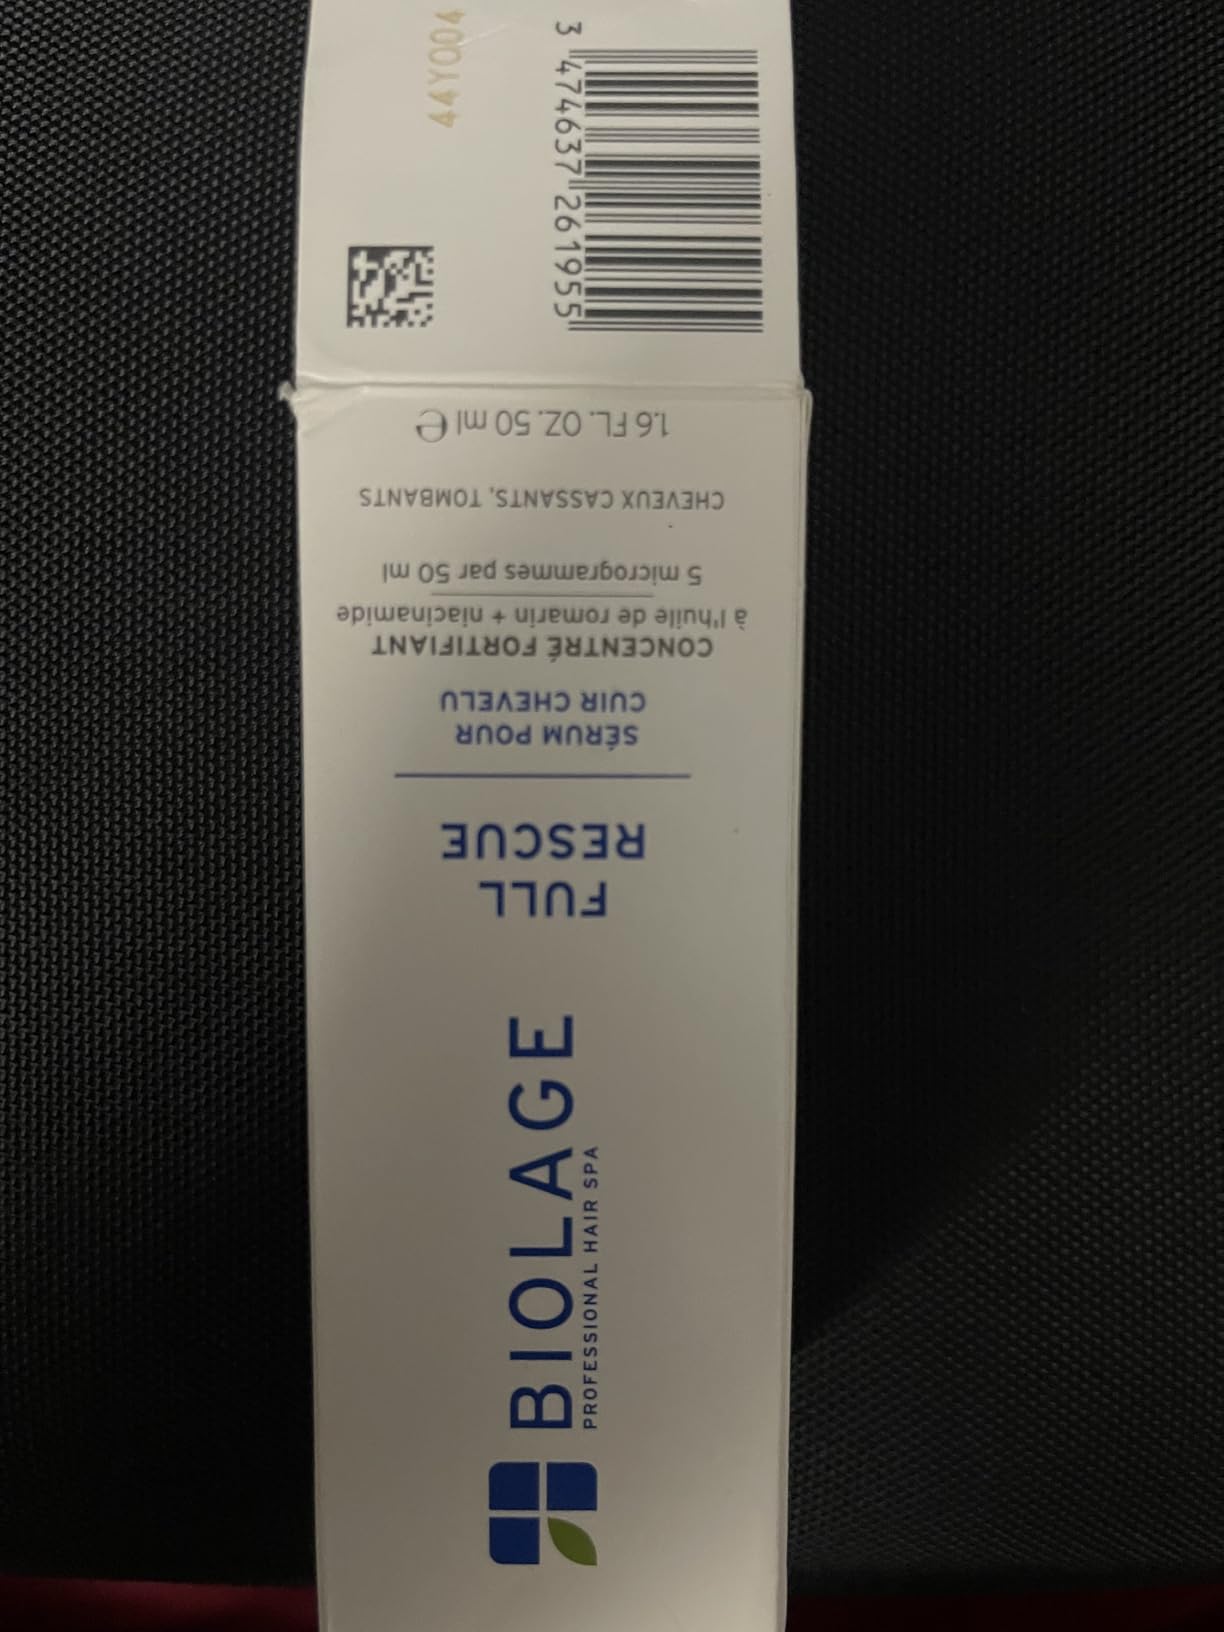 BIOLAGE
PROFESSIONAL HAIR SPA
FULL
RESCUE
SÉRUM POUR
CUIR CHEVELU
CONCENTRÉ FORTIFIANT
à l'huile de romarin + niacinamide
5 microgrammes par 50 ml
CHEVEUX CASSANTS, TOMBANTS
1.6 FL. OZ. 50 ml ℮
3 474637 261955
44Y004